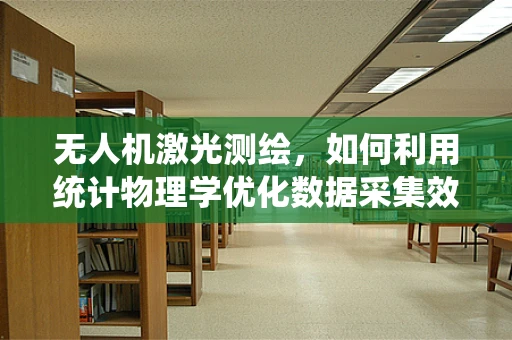 无人机激光测绘，如何利用
统计物理学优化数据采集效